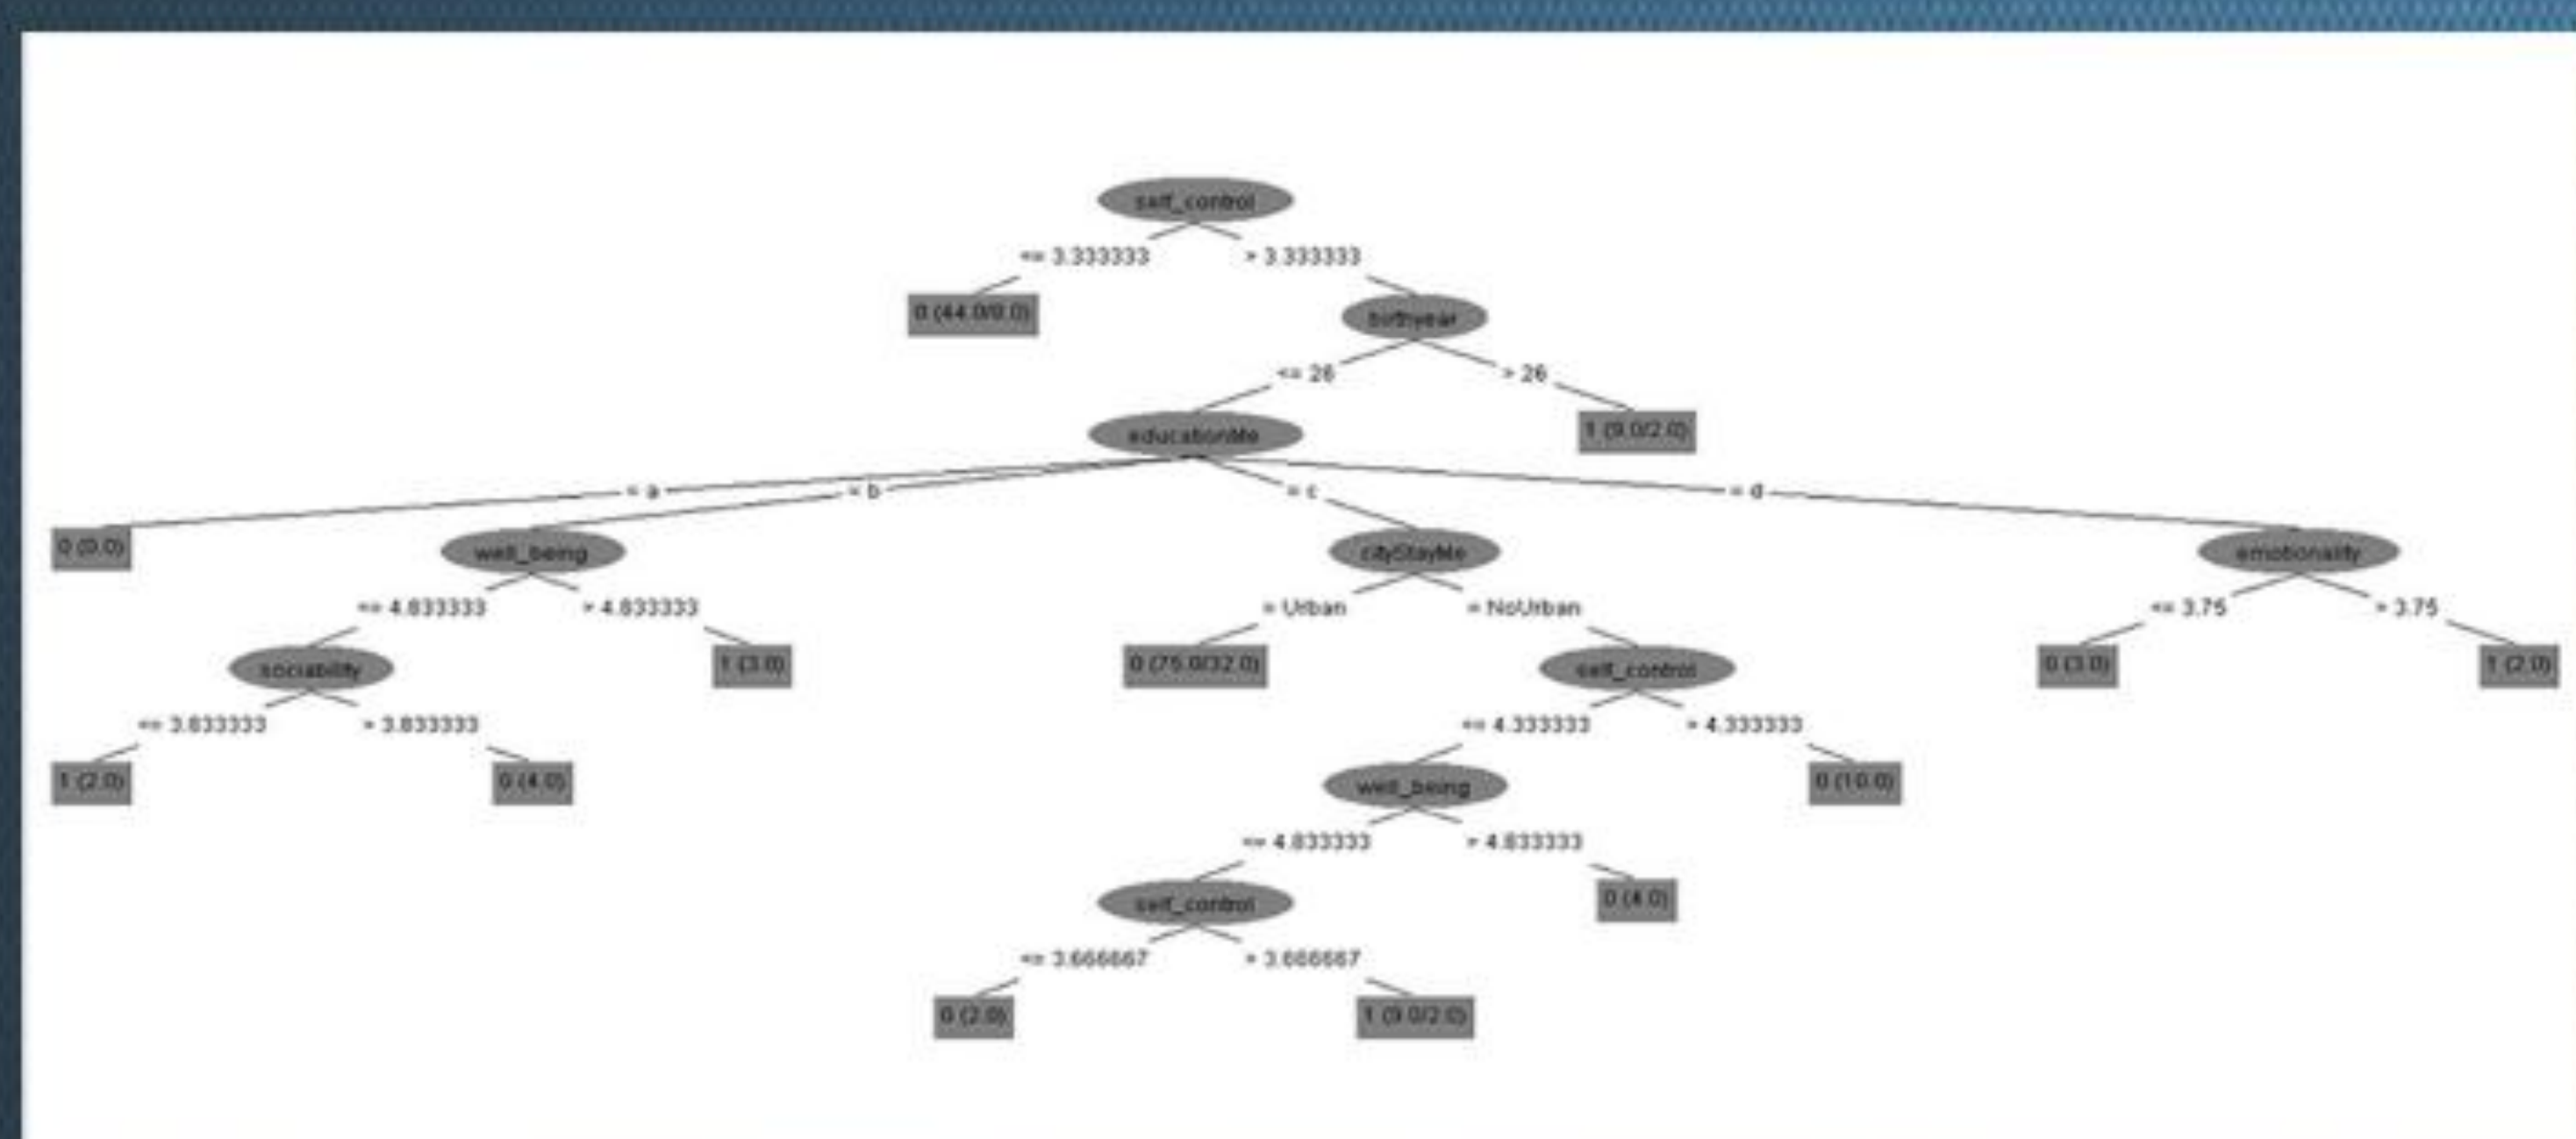 self_control
<= 3.333333 > 3.333333
0 (44.0/8.0) birthyear
<= 26 > 26
educationMe 1 (9.0/2.0)
= a = b = c = d
0 (0.0) well_being cityStayMe emotionality
<= 4.833333 > 4.833333 = Urban = NoUrban <= 3.75 > 3.75
sociability 1 (3.0) 0 (75.0/32.0) self_control 0 (3.0) 1 (2.0)
<= 3.833333 > 3.833333 <= 4.333333 > 4.333333
1 (2.0) 0 (4.0) well_being 0 (10.0)
<= 4.833333 > 4.833333
self_control 0 (4.0)
<= 3.666667 > 3.666667
0 (2.0) 1 (9.0/2.0)